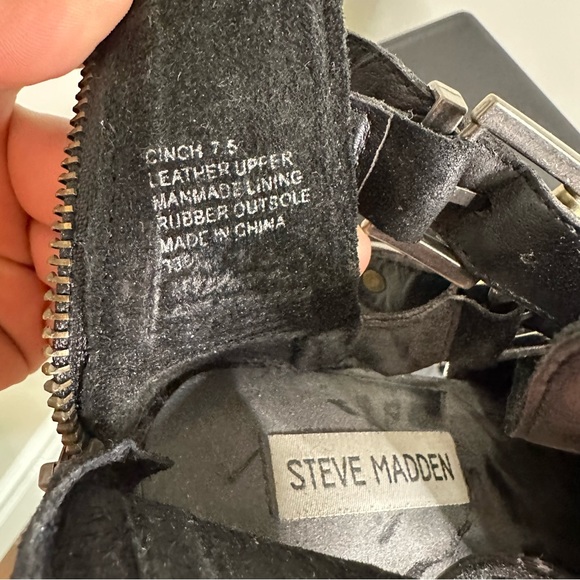 CINCH 7.5
LEATHER UPPER
MANMADE LINING
RUBBER OUTSOLE
MADE IN CHINA
STEVE MADDEN